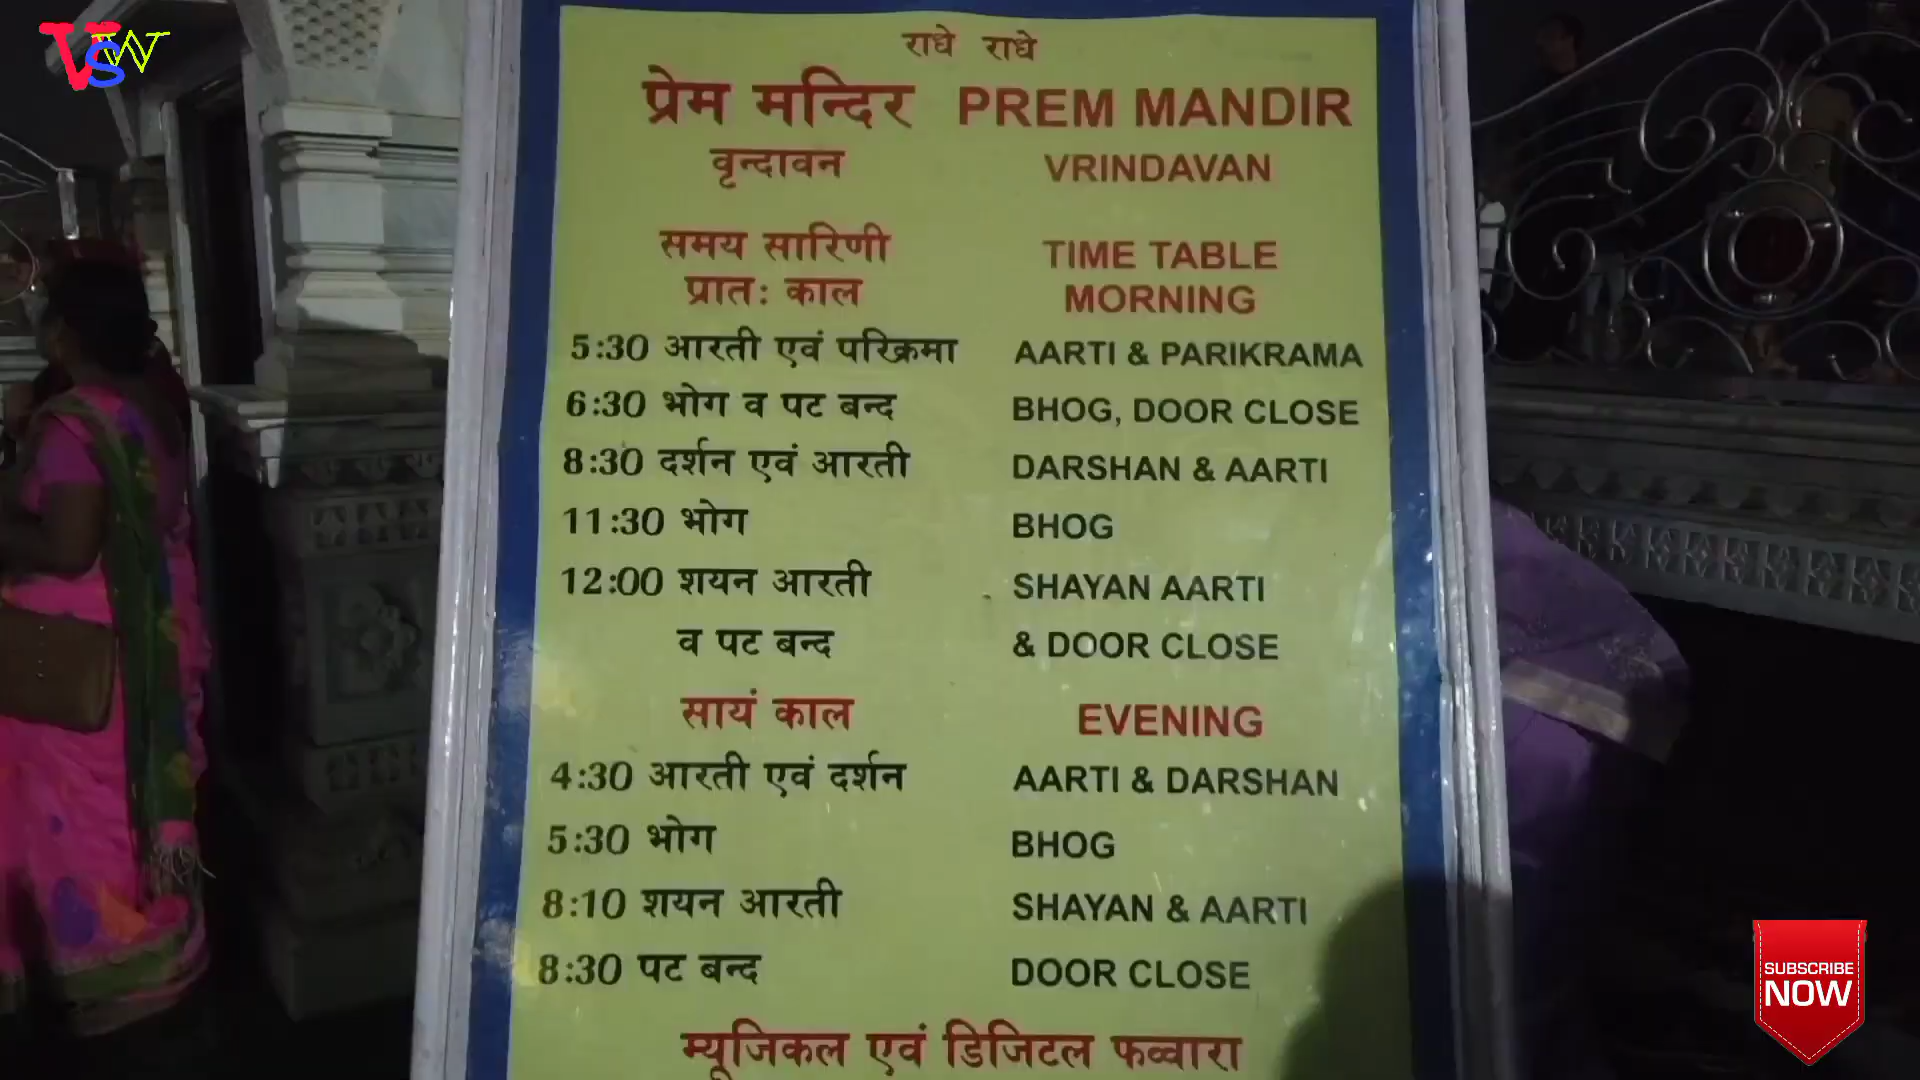 VSW
राधे राधे
प्रेम मन्दिर PREM MANDIR
वृन्दावन VRINDAVAN
समय सारिणी TIME TABLE
प्रातः काल MORNING
5:30 आरती एवं परिक्रमा AARTI & PARIKRAMA
6:30 भोग व पट बन्द BHOG, DOOR CLOSE
8:30 दर्शन एवं आरती DARSHAN & AARTI
11:30 भोग BHOG
12:00 शयन आरती SHAYAN AARTI
व पट बन्द & DOOR CLOSE
सायं काल EVENING
4:30 आरती एवं दर्शन AARTI & DARSHAN
5:30 भोग BHOG
8:10 शयन आरती SHAYAN & AARTI
8:30 पट बन्द DOOR CLOSE
म्यूजिकल एवं डिजिटल फव्वारा
SUBSCRIBE
NOW